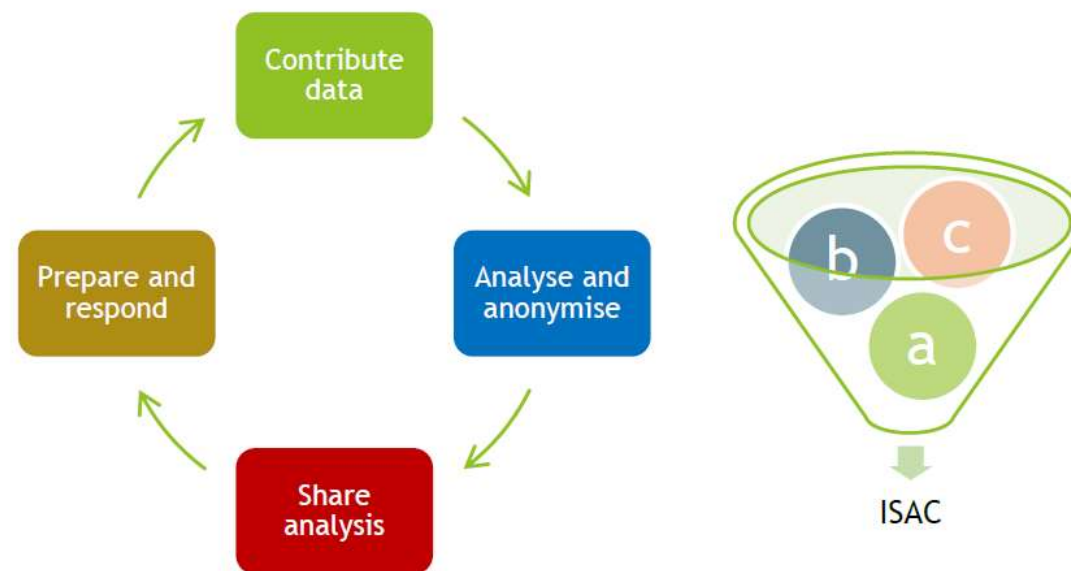 Contribute
data
Analyse and
anonymise
Share
analysis
Prepare and
respond
b
c
a
ISAC